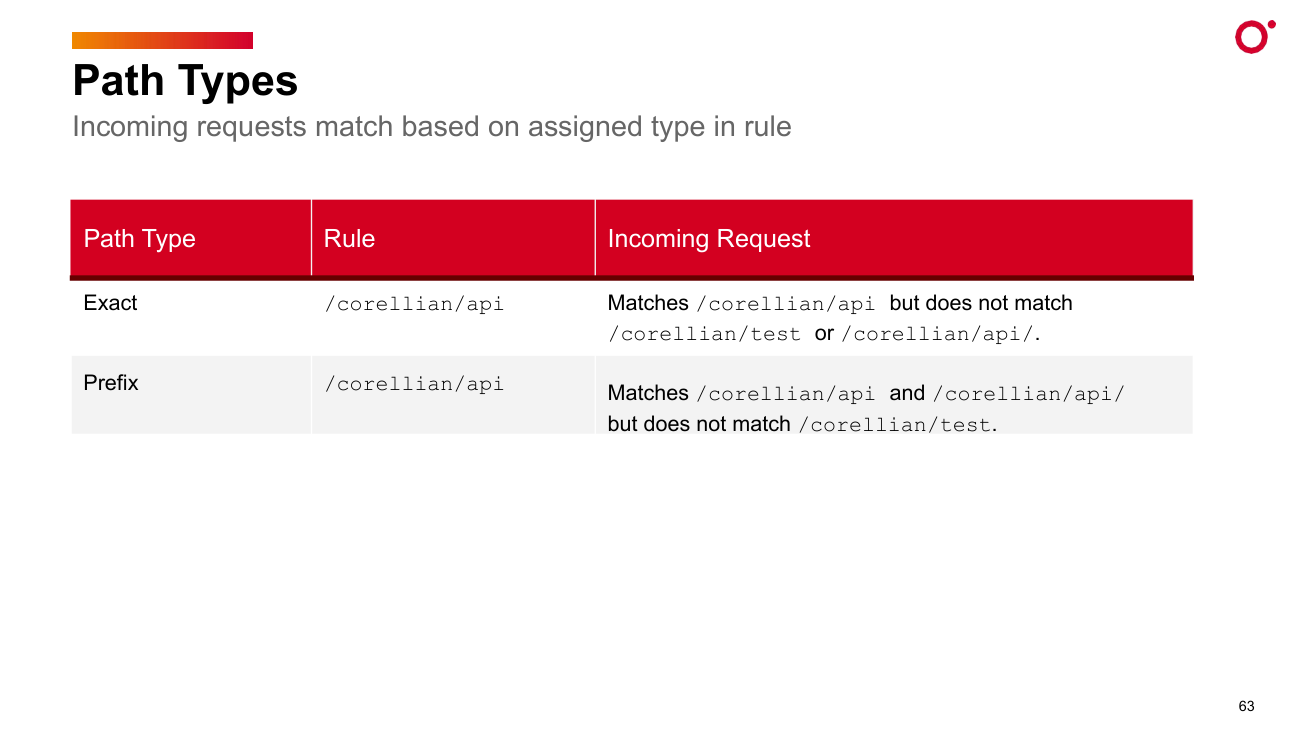 Path Types
Incoming requests match based on assigned type in rule
Path Type Rule Incoming Request
Exact /corellian/api Matches /corellian/api but does not match
/corellian/test or /corellian/api/.
Prefix /corellian/api Matches /corellian/api and /corellian/api/
but does not match /corellian/test.
63